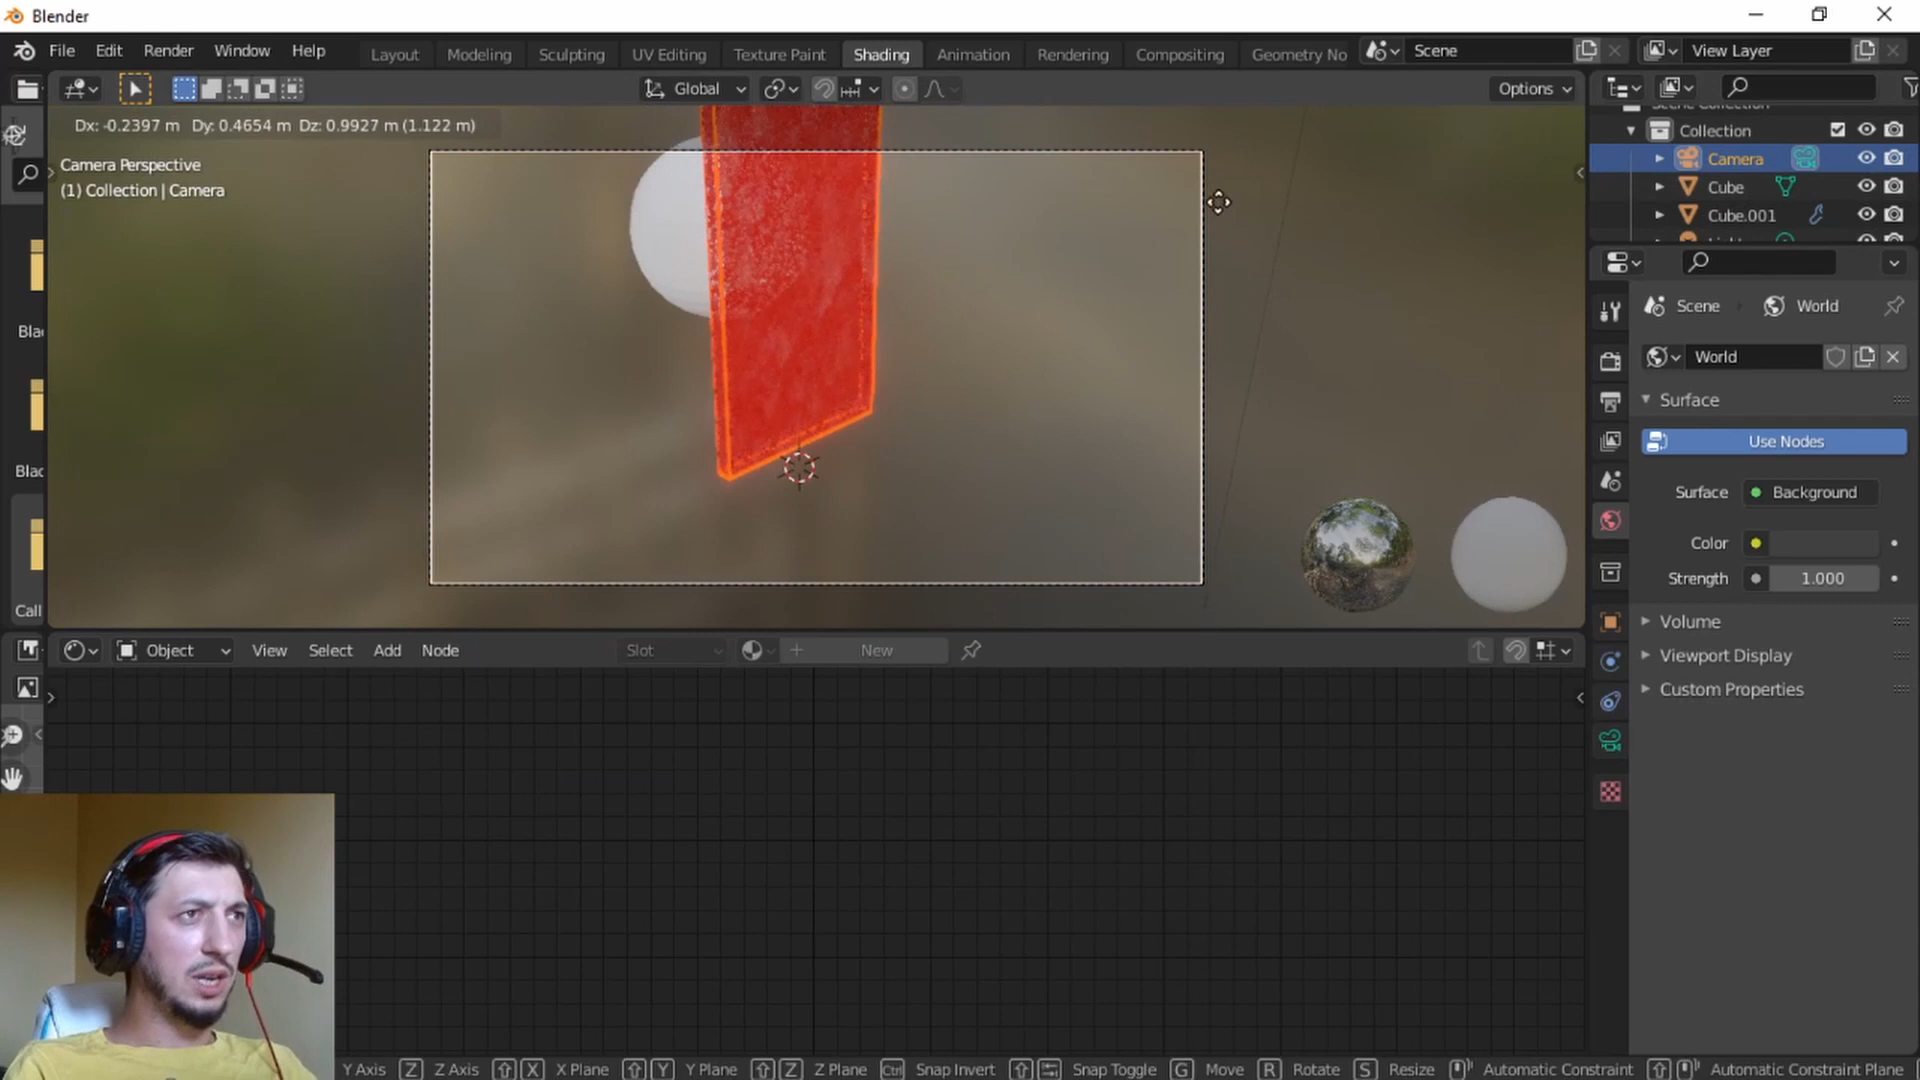 Blender
File Edit Render Window Help
Layout Modeling Sculpting UV Editing Texture Paint Shading Animation Rendering Compositing Geometry No
Scene
View Layer
Global
Options
Dx: -0.2397 m Dy: 0.4654 m Dz: 0.9927 m (1.122 m)
Camera Perspective
(1) Collection | Camera
Collection
Camera
Cube
Cube.001
Scene World
World
Surface
Use Nodes
Surface Background
Color
Strength 1.000
Volume
Viewport Display
Custom Properties
Blac
Blac
Call
Object View Select Add Node Slot New
Y Axis Z Z Axis X X Plane Y Y Plane Z Z Plane Ctrl Snap Invert Snap Toggle G Move R Rotate S Resize Automatic Constraint Automatic Constraint Plane